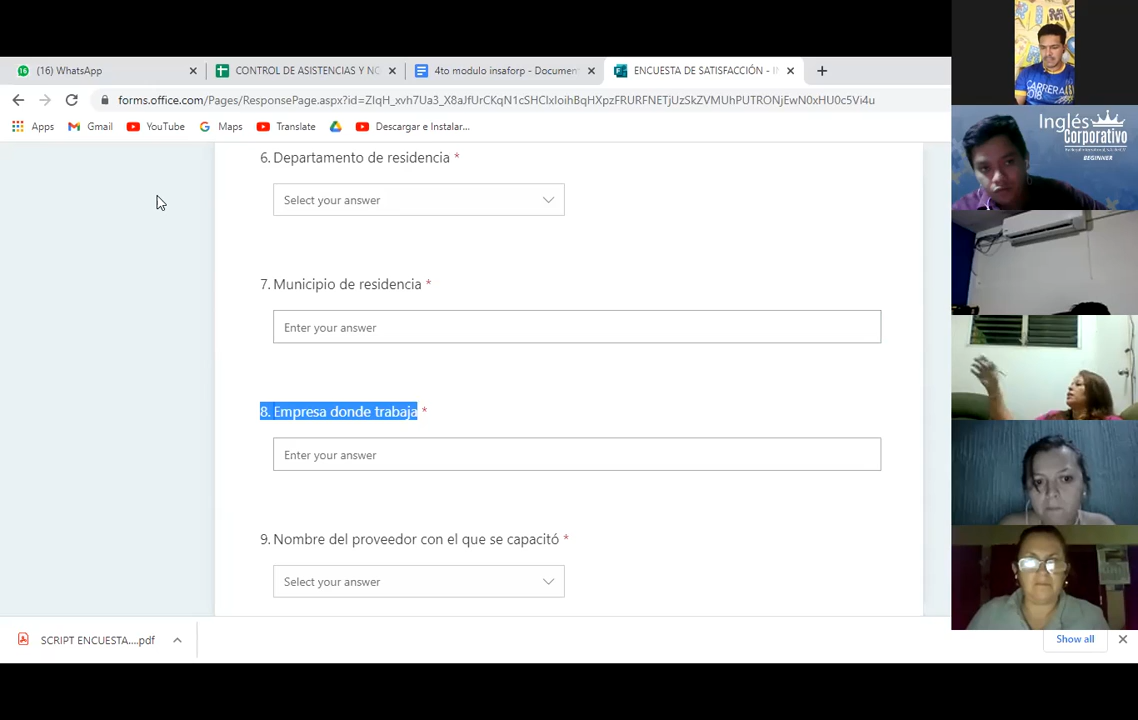 (16) WhatsApp
CONTROL DE ASISTENCIAS Y NO
4to modulo insaforp - Documen
ENCUESTA DE SATISFACCIÓN - I
forms.office.com/Pages/ResponsePage.aspx?id=ZIqH_xvh7Ua3_X8aJfUrCKqN1cSHClxIoihBqHXpzFRURFNETjUzSkZVMUhPUTRONjEwN0xHU0c5Vi4u
Apps
Gmail
YouTube
Maps
Translate
Descargar e Instalar...
6. Departamento de residencia *
Select your answer
7. Municipio de residencia *
Enter your answer
8. Empresa donde trabaja *
Enter your answer
9. Nombre del proveedor con el que se capacitó *
Select your answer
SCRIPT ENCUESTA....pdf
Show all
CARRERA
2018
Inglés
Corporativo
BEGINNER